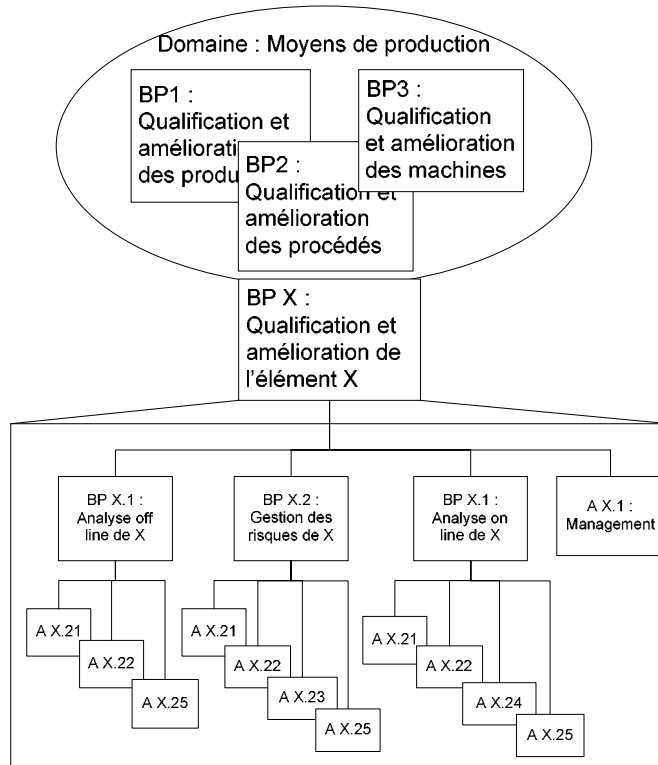 Domaine : Moyens de production
BP1 :
Qualification et
amélioration
des produ
BP3 :
Qualification
et amélioration
des machines
BP2 :
Qualification et
amélioration
des procédés
BP X :
Qualification et
amélioration de
l'élément X
BP X.1 :
Analyse off
line de X
BP X.2 :
Gestion des
risques de X
BP X.1 :
Analyse on
line de X
A X.1 :
Management
A X.21
A X.22
A X.25
A X.21
A X.22
A X.23
A X.25
A X.21
A X.22
A X.24
A X.25